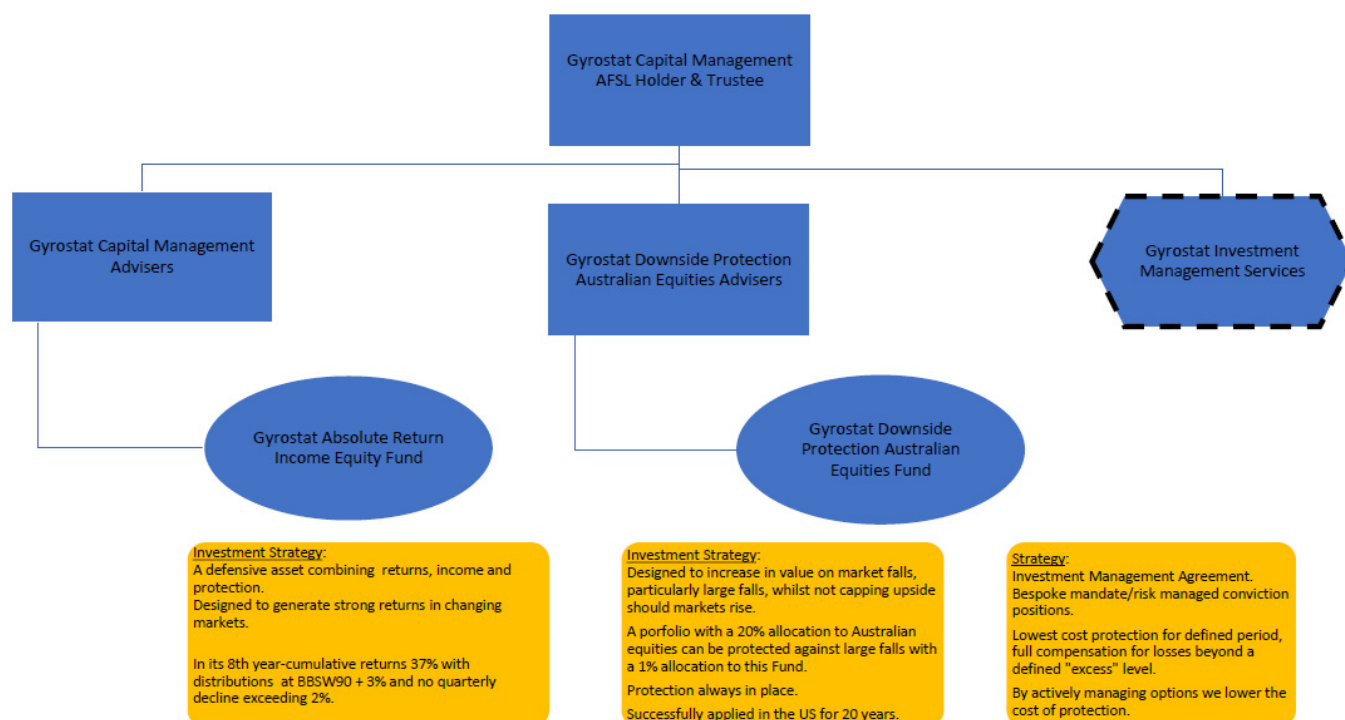 Gyrostat Capital Management
AFSL Holder & Trustee
Gyrostat Capital Management
Advisers
Gyrostat Downside Protection
Australian Equities Advisers
Gyrostat Investment
Management Services
Gyrostat Absolute Return
Income Equity Fund
Gyrostat Downside
Protection Australian
Equities Fund
Investment Strategy:
A defensive asset combining returns, income and
protection.
Designed to generate strong returns in changing
markets.
In its 8th year-cumulative returns 37% with
distributions at BBSW90 + 3% and no quarterly
decline exceeding 2%.
Investment Strategy:
Designed to increase in value on market falls,
particularly large falls, whilst not capping upside
should markets rise.
A porfolio with a 20% allocation to Australian
equities can be protected against large falls with
a 1% allocation to this Fund.
Protection always in place.
Successfully applied in the US for 20 years.
Strategy:
Investment Management Agreement.
Bespoke mandate/risk managed conviction
positions.
Lowest cost protection for defined period,
full compensation for losses beyond a
defined "excess" level.
By actively managing options we lower the
cost of protection.